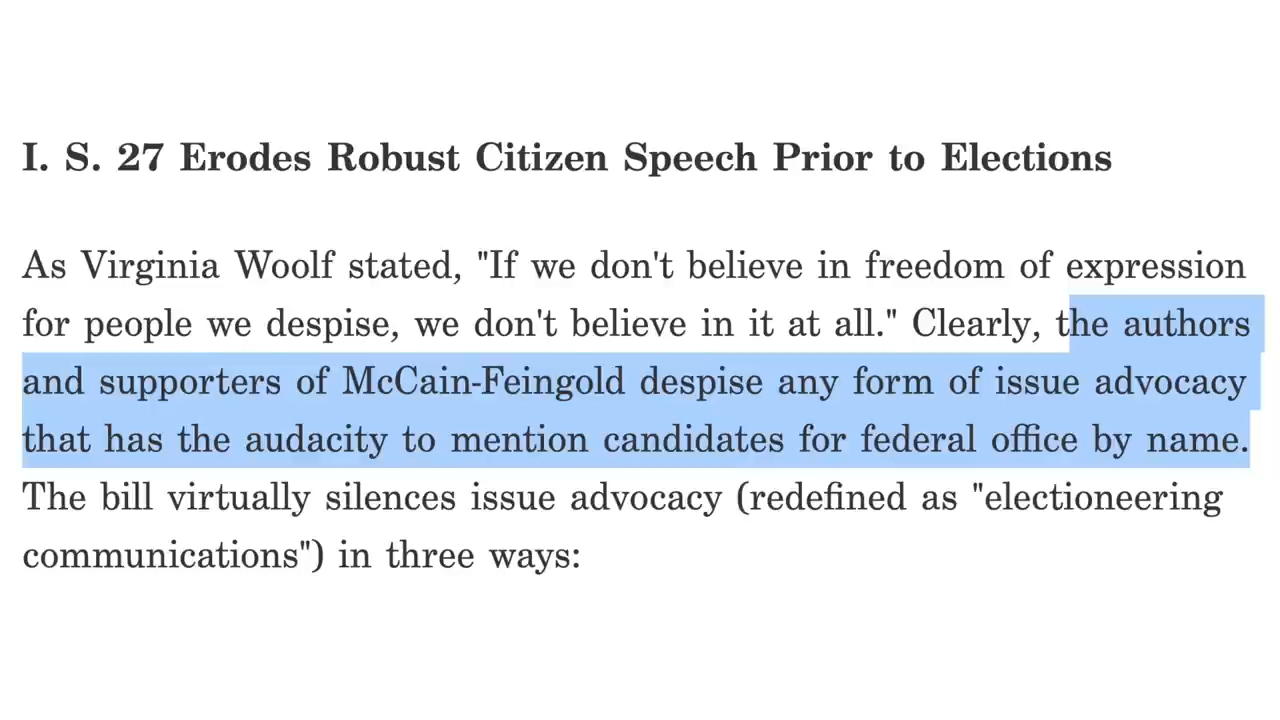 I. S. 27 Erodes Robust Citizen Speech Prior to Elections
As Virginia Woolf stated, "If we don't believe in freedom of expression
for people we despise, we don't believe in it at all." Clearly, the authors
and supporters of McCain-Feingold despise any form of issue advocacy
that has the audacity to mention candidates for federal office by name.
The bill virtually silences issue advocacy (redefined as "electioneering
communications") in three ways: